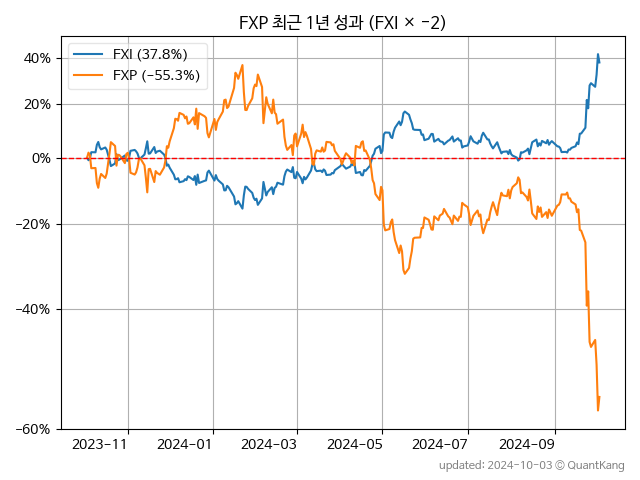 FXP 최근 1년 성과 (FXI × -2)
FXI (37.8%)
FXP (-55.3%)
40%
20%
0%
-20%
-40%
-60%
2023-11 2024-01 2024-03 2024-05 2024-07 2024-09
updated: 2024-10-03 © QuantKang